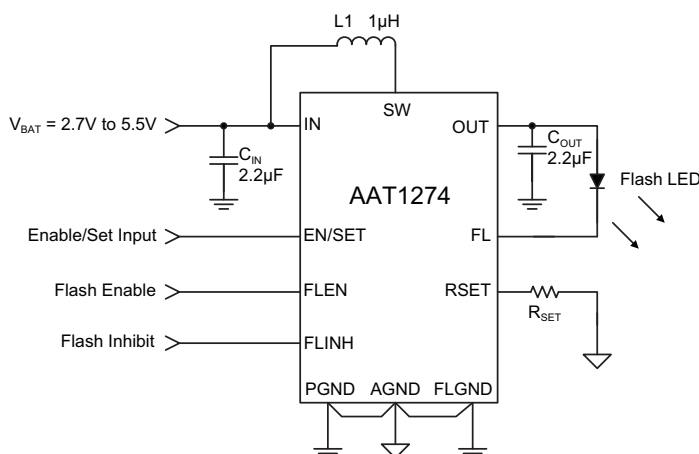 L1 1µH
SW
V_BAT = 2.7V to 5.5V
IN
OUT
C_IN
2.2µF
C_OUT
2.2µF
Flash LED
AAT1274
Enable/Set Input
EN/SET
FL
Flash Enable
FLEN
RSET
R_SET
Flash Inhibit
FLINH
PGND AGND FLGND